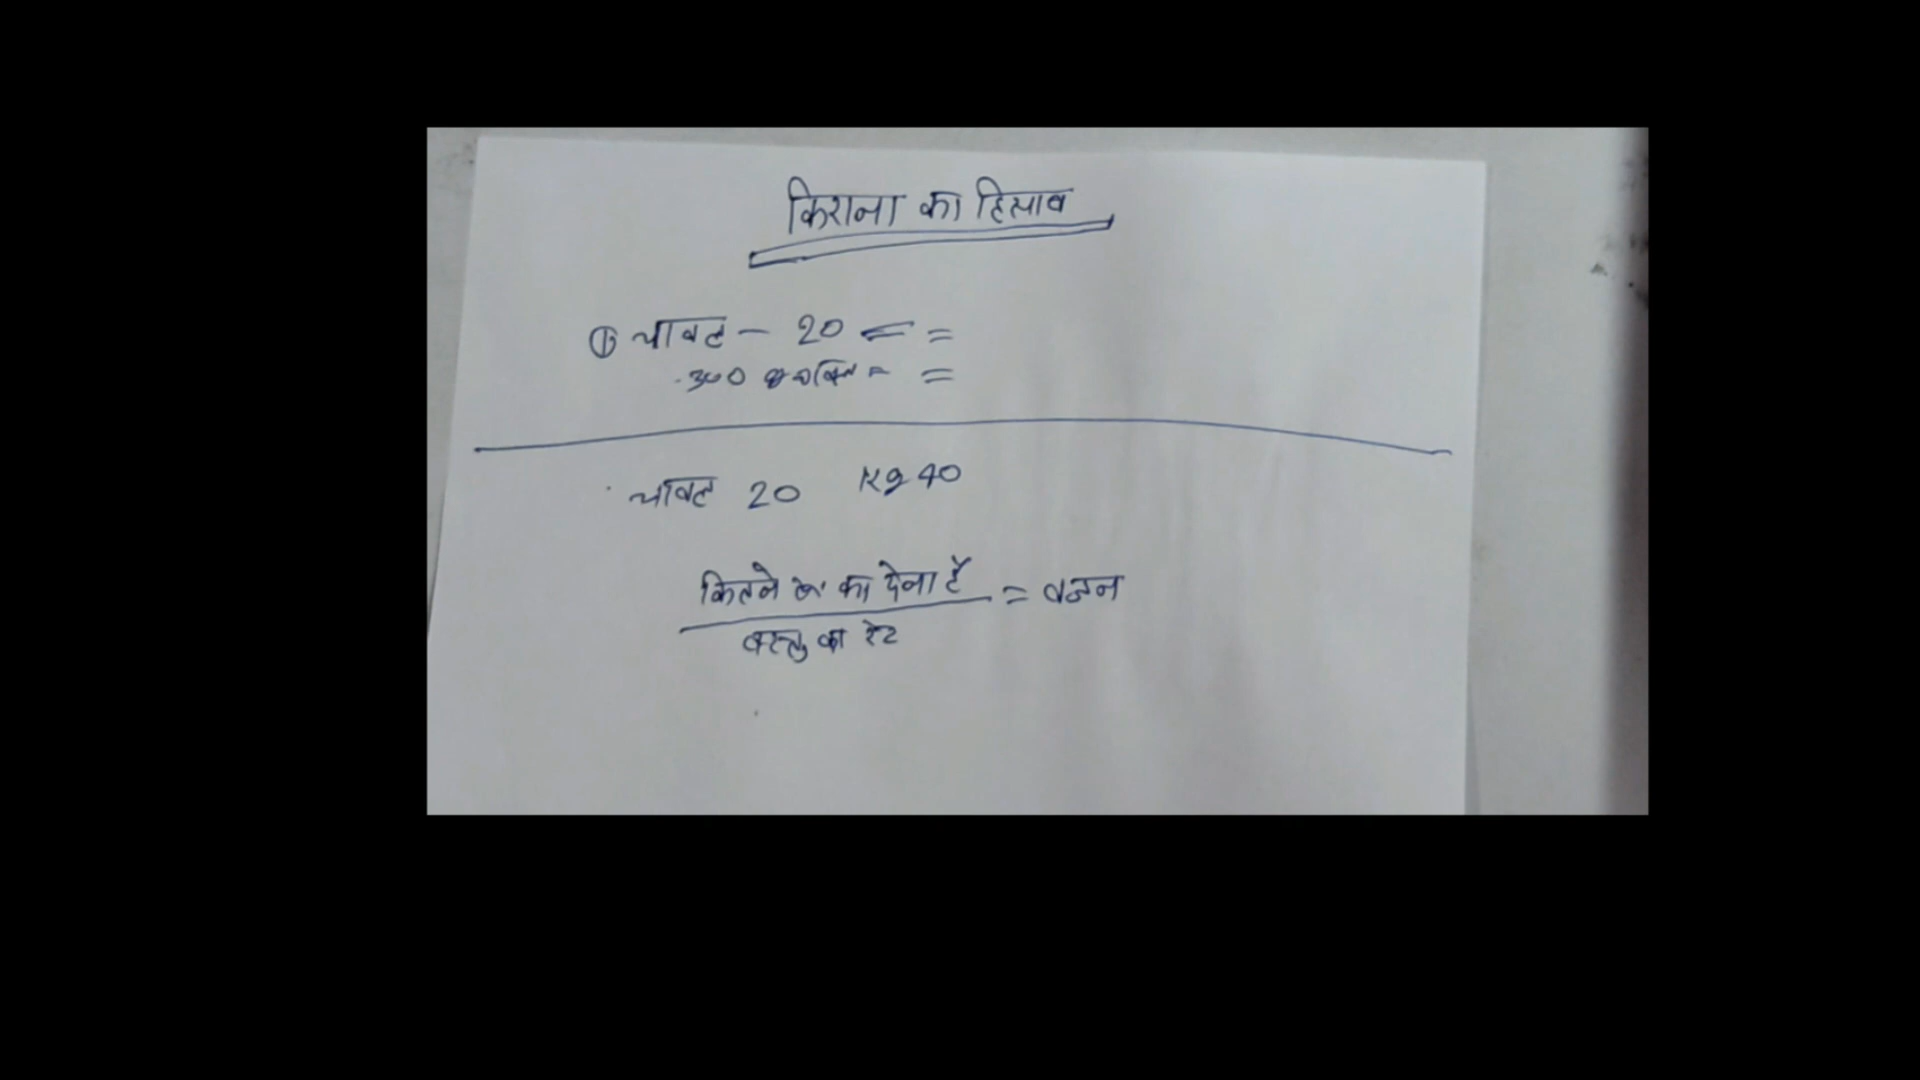 किराना का हिसाव
① चावल - 20 = =
300 =
चावल 20 Kg 40
कितने रू का देना है = वजन
वस्तु का रेट